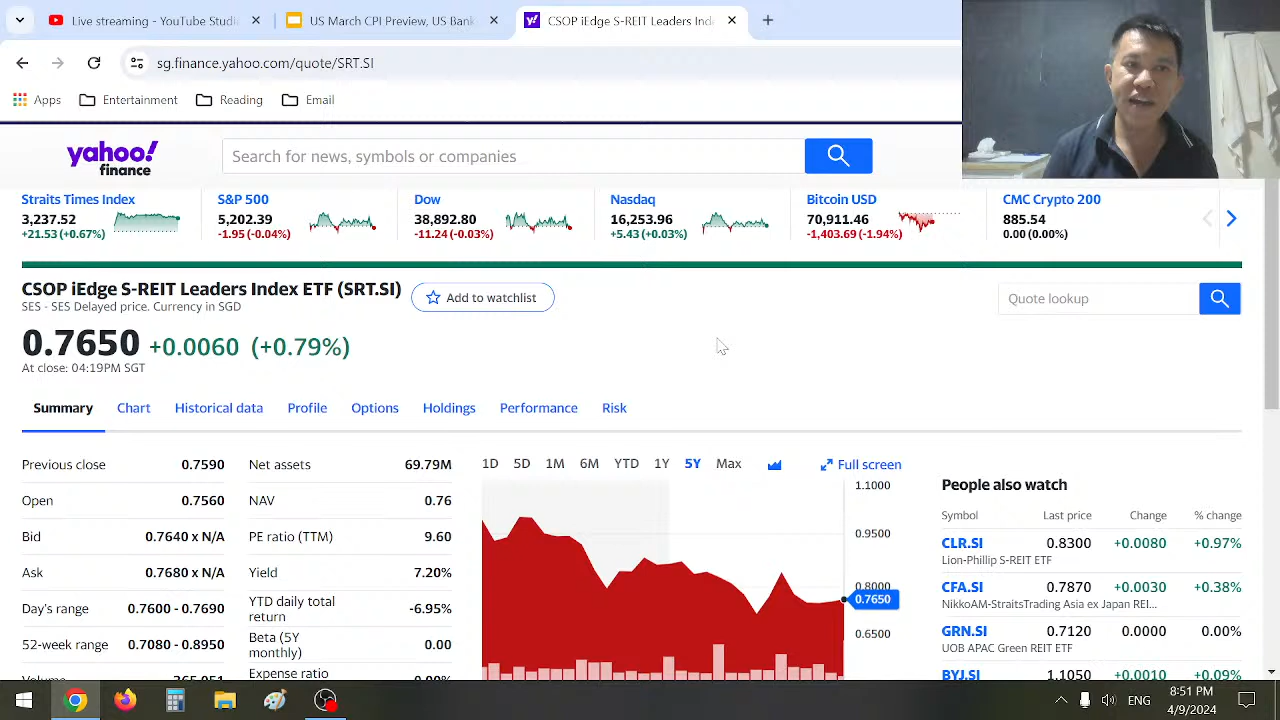 Live streaming - YouTube Studi
US March CPI Preview, US Bank
CSOP iEdge S-REIT Leaders Ind
sg.finance.yahoo.com/quote/SRT.SI
Apps
Entertainment
Reading
Email
yahoo!
finance
Search for news, symbols or companies
Straits Times Index
3,237.52
+21.53 (+0.67%)
S&P 500
5,202.39
-1.95 (-0.04%)
Dow
38,892.80
-11.24 (-0.03%)
Nasdaq
16,253.96
+5.43 (+0.03%)
Bitcoin USD
70,911.46
-1,403.69 (-1.94%)
CMC Crypto 200
885.54
0.00 (0.00%)
CSOP iEdge S-REIT Leaders Index ETF (SRT.SI)
SES - SES Delayed price. Currency in SGD
Add to watchlist
Quote lookup
0.7650 +0.0060 (+0.79%)
At close: 04:19PM SGT
Summary Chart Historical data Profile Options Holdings Performance Risk
Previous close 0.7590
Open 0.7560
Bid 0.7640 x N/A
Ask 0.7680 x N/A
Day's range 0.7600 - 0.7690
52-week range 0.7080 - 0.8950
Net assets 69.79M
NAV 0.76
PE ratio (TTM) 9.60
Yield 7.20%
YTD daily total
return -6.95%
Beta (5Y
monthly) 0.00
Expense ratio
1D 5D 1M 6M YTD 1Y 5Y Max
Full screen
1.1000
0.9500
0.8000
0.7650
0.6500
People also watch
Symbol Last price Change % change
CLR.SI 0.8300 +0.0080 +0.97%
Lion-Phillip S-REIT ETF
CFA.SI 0.7870 +0.0030 +0.38%
NikkoAM-StraitsTrading Asia ex Japan REI...
GRN.SI 0.7120 0.0000 0.00%
UOB APAC Green REIT ETF
BYJ.SI 1.1050 +0.0010 +0.09%
ENG
8:51 PM
4/9/2024